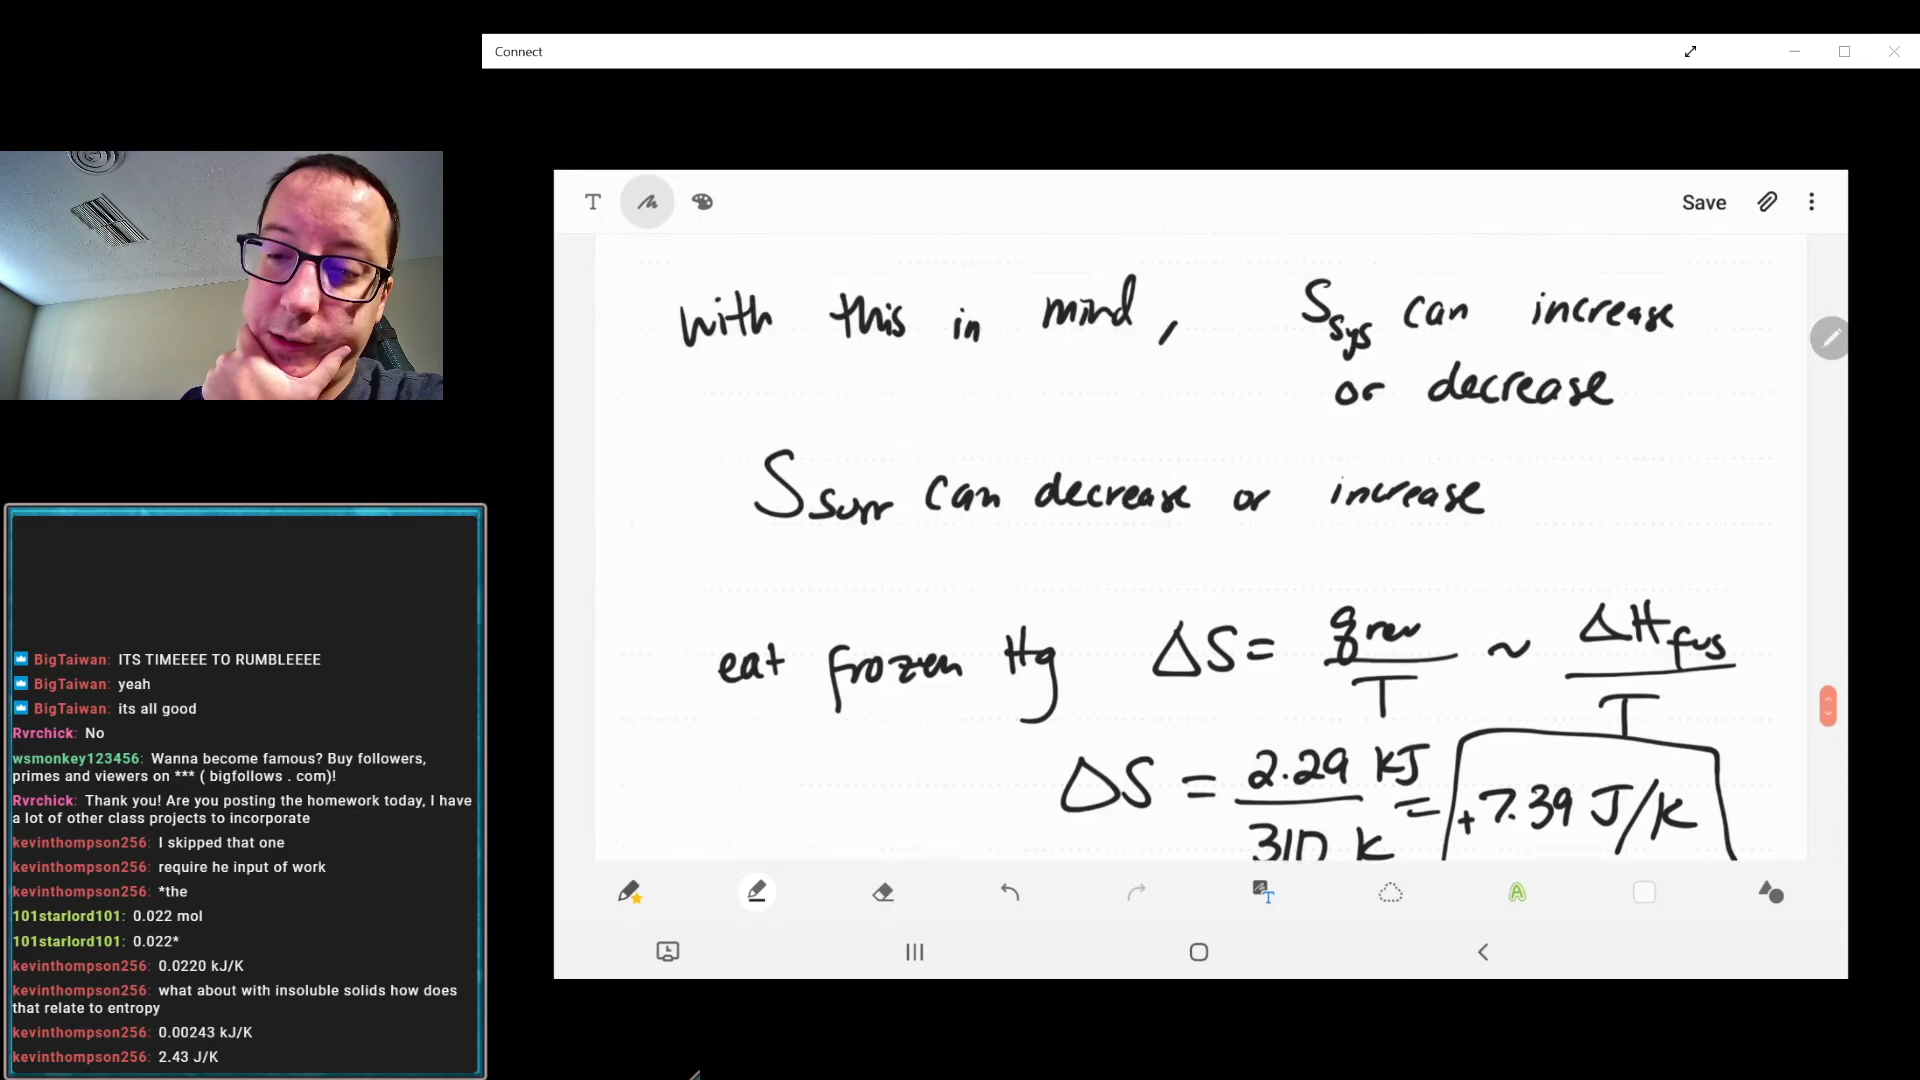 Connect
T
Save
with this in mind, Ssys can increase
or decrease
Ssurr can decrease or increase
eat frozen Hg ΔS = qrev / T ~ ΔHfus / T
ΔS = 2.29 kJ / 310 K = +7.39 J/K
BigTaiwan: ITS TIMEEEE TO RUMBLEEEE
BigTaiwan: yeah
BigTaiwan: its all good
Rvrchick: No
wsmonkey123456: Wanna become famous? Buy followers,
primes and viewers on *** ( bigfollows . com)!
Rvrchick: Thank you! Are you posting the homework today, I have
a lot of other class projects to incorporate
kevinthompson256: I skipped that one
kevinthompson256: require he input of work
kevinthompson256: *the
101starlord101: 0.022 mol
101starlord101: 0.022*
kevinthompson256: 0.0220 kJ/K
kevinthompson256: what about with insoluble solids how does
that relate to entropy
kevinthompson256: 0.00243 kJ/K
kevinthompson256: 2.43 J/K